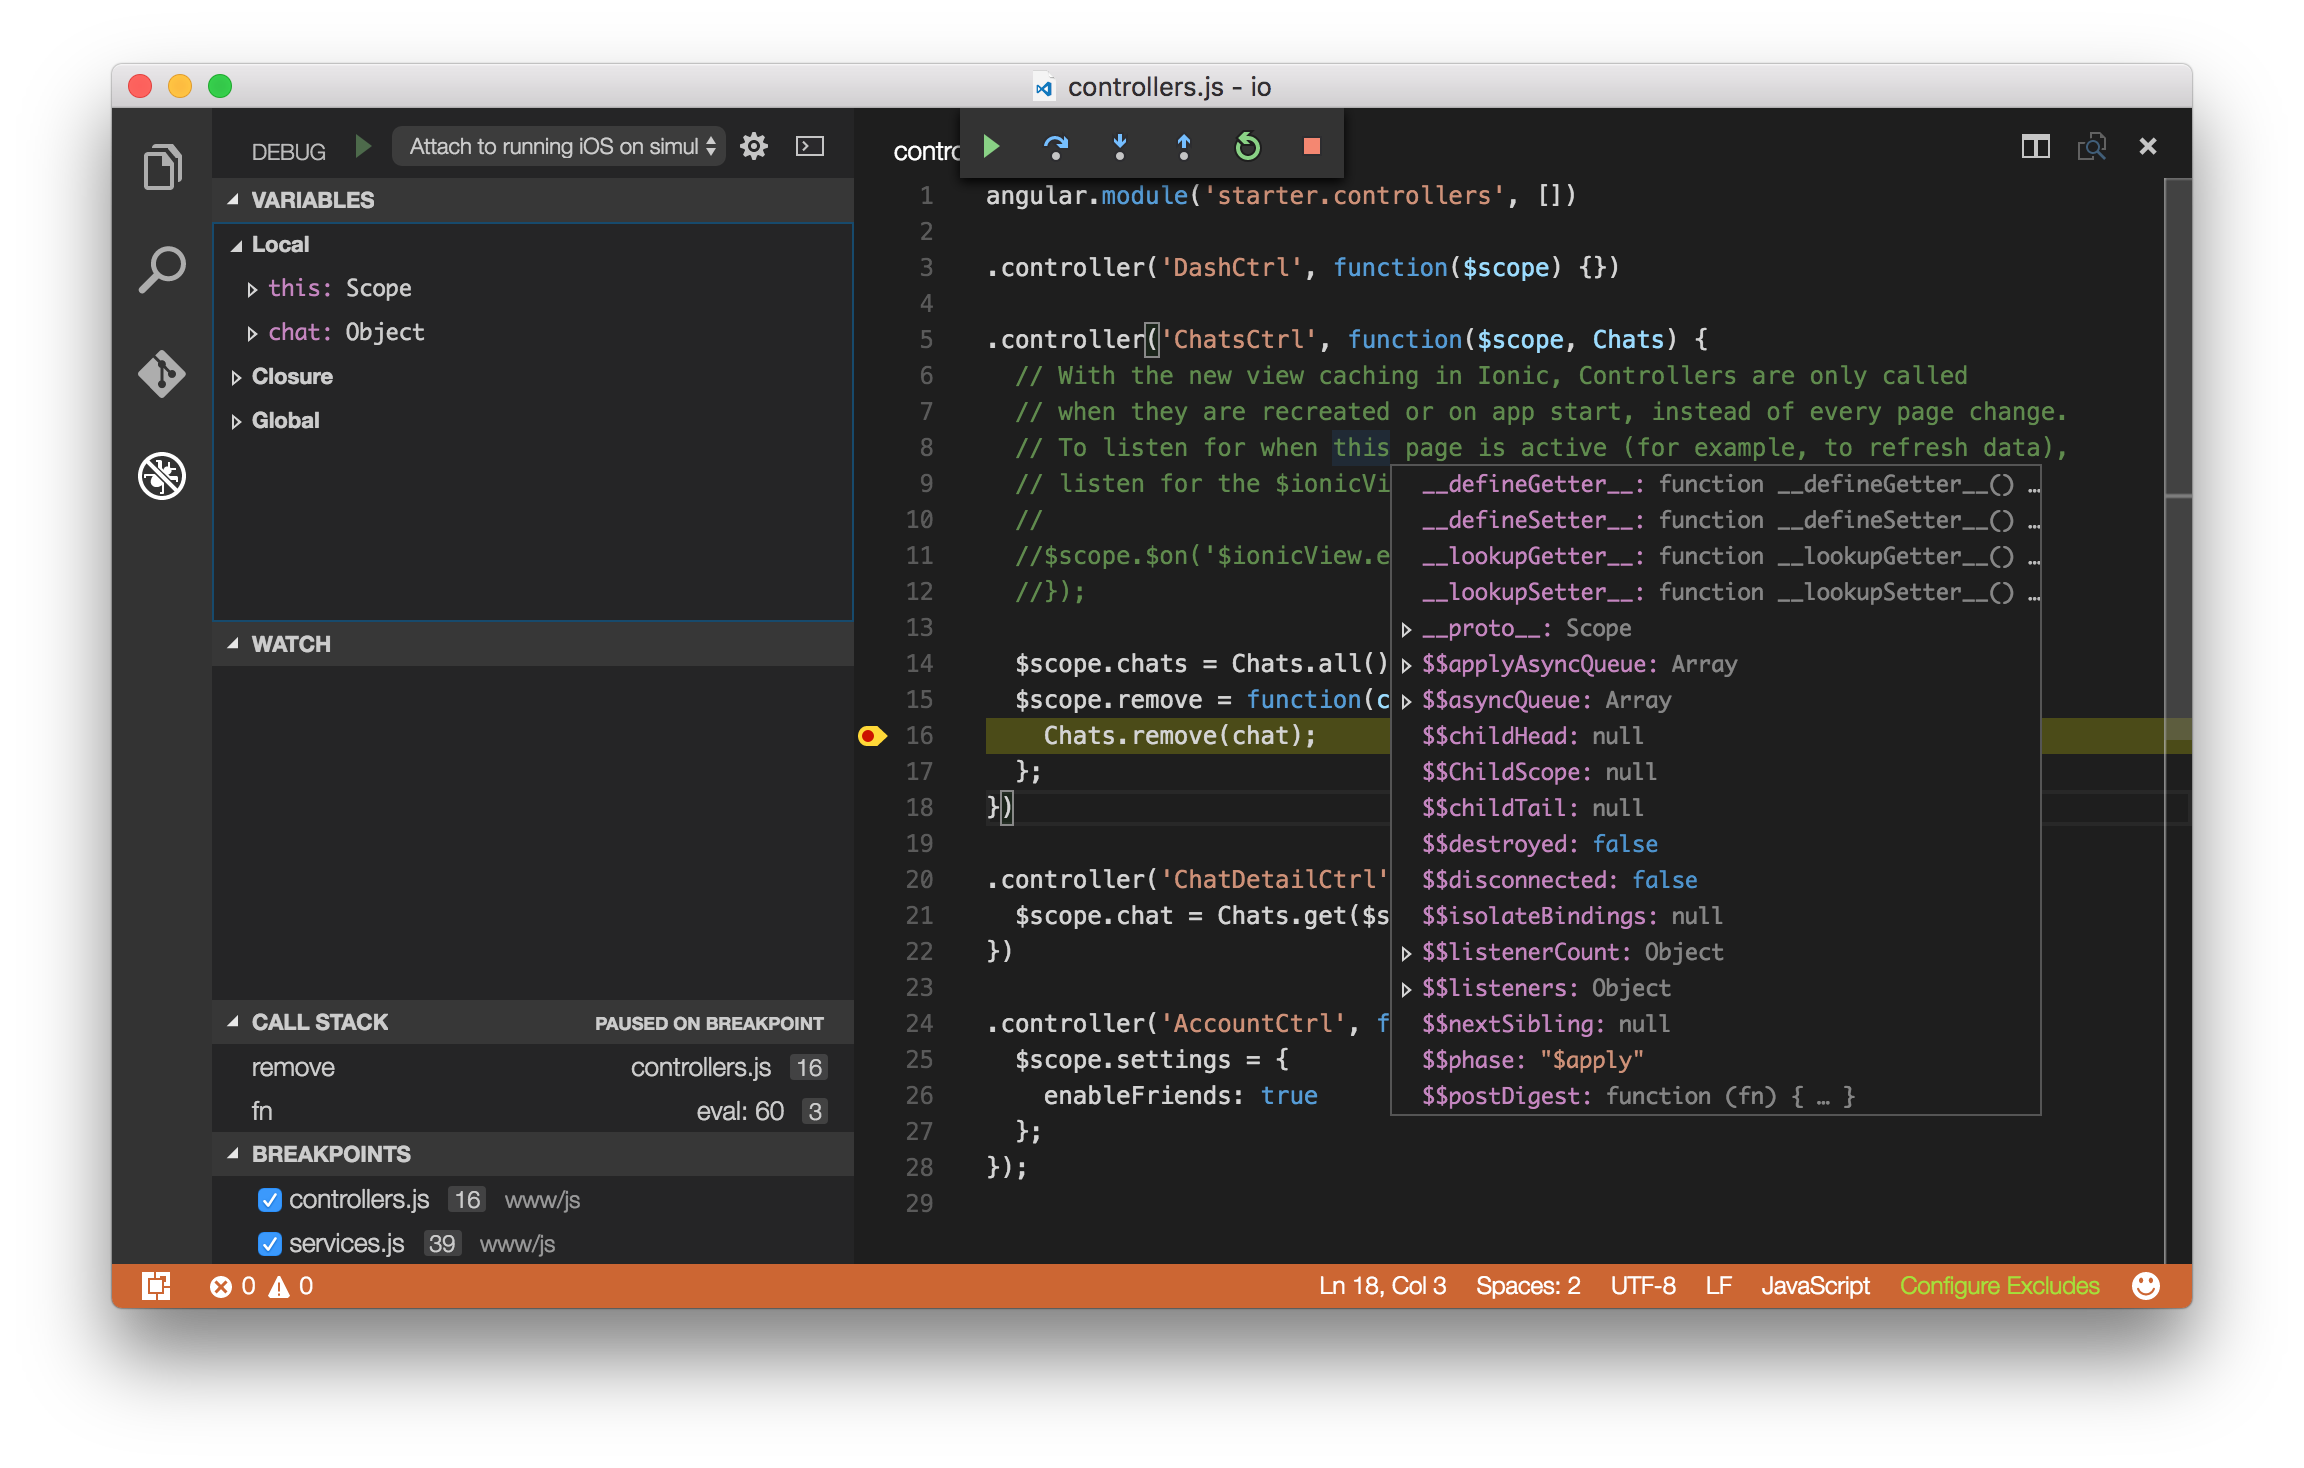 controllers.js - io
DEBUG
Attach to running iOS on simul
VARIABLES
Local
this: Scope
chat: Object
Closure
Global
WATCH
CALL STACK
PAUSED ON BREAKPOINT
remove
controllers.js 16
fn
eval: 60 3
BREAKPOINTS
controllers.js 16 www/js
services.js 39 www/js
contro
1 angular.module('starter.controllers', [])
2
3 .controller('DashCtrl', function($scope) {})
4
5 .controller('ChatsCtrl', function($scope, Chats) {
6 // With the new view caching in Ionic, Controllers are only called
7 // when they are recreated or on app start, instead of every page change.
8 // To listen for when this page is active (for example, to refresh data),
9 // listen for the $ionicVi
10 //
11 //$scope.$on('$ionicView.e
12 //});
13
14 $scope.chats = Chats.all()
15 $scope.remove = function(c
16 Chats.remove(chat);
17 };
18 })
19
20 .controller('ChatDetailCtrl'
21 $scope.chat = Chats.get($s
22 })
23
24 .controller('AccountCtrl', f
25 $scope.settings = {
26 enableFriends: true
27 };
28 });
29
__defineGetter__: function __defineGetter__() …
__defineSetter__: function __defineSetter__() …
__lookupGetter__: function __lookupGetter__() …
__lookupSetter__: function __lookupSetter__() …
__proto__: Scope
$$applyAsyncQueue: Array
$$asyncQueue: Array
$$childHead: null
$$ChildScope: null
$$childTail: null
$$destroyed: false
$$disconnected: false
$$isolateBindings: null
$$listenerCount: Object
$$listeners: Object
$$nextSibling: null
$$phase: "$apply"
$$postDigest: function (fn) { … }
0 0
Ln 18, Col 3
Spaces: 2
UTF-8
LF
JavaScript
Configure Excludes